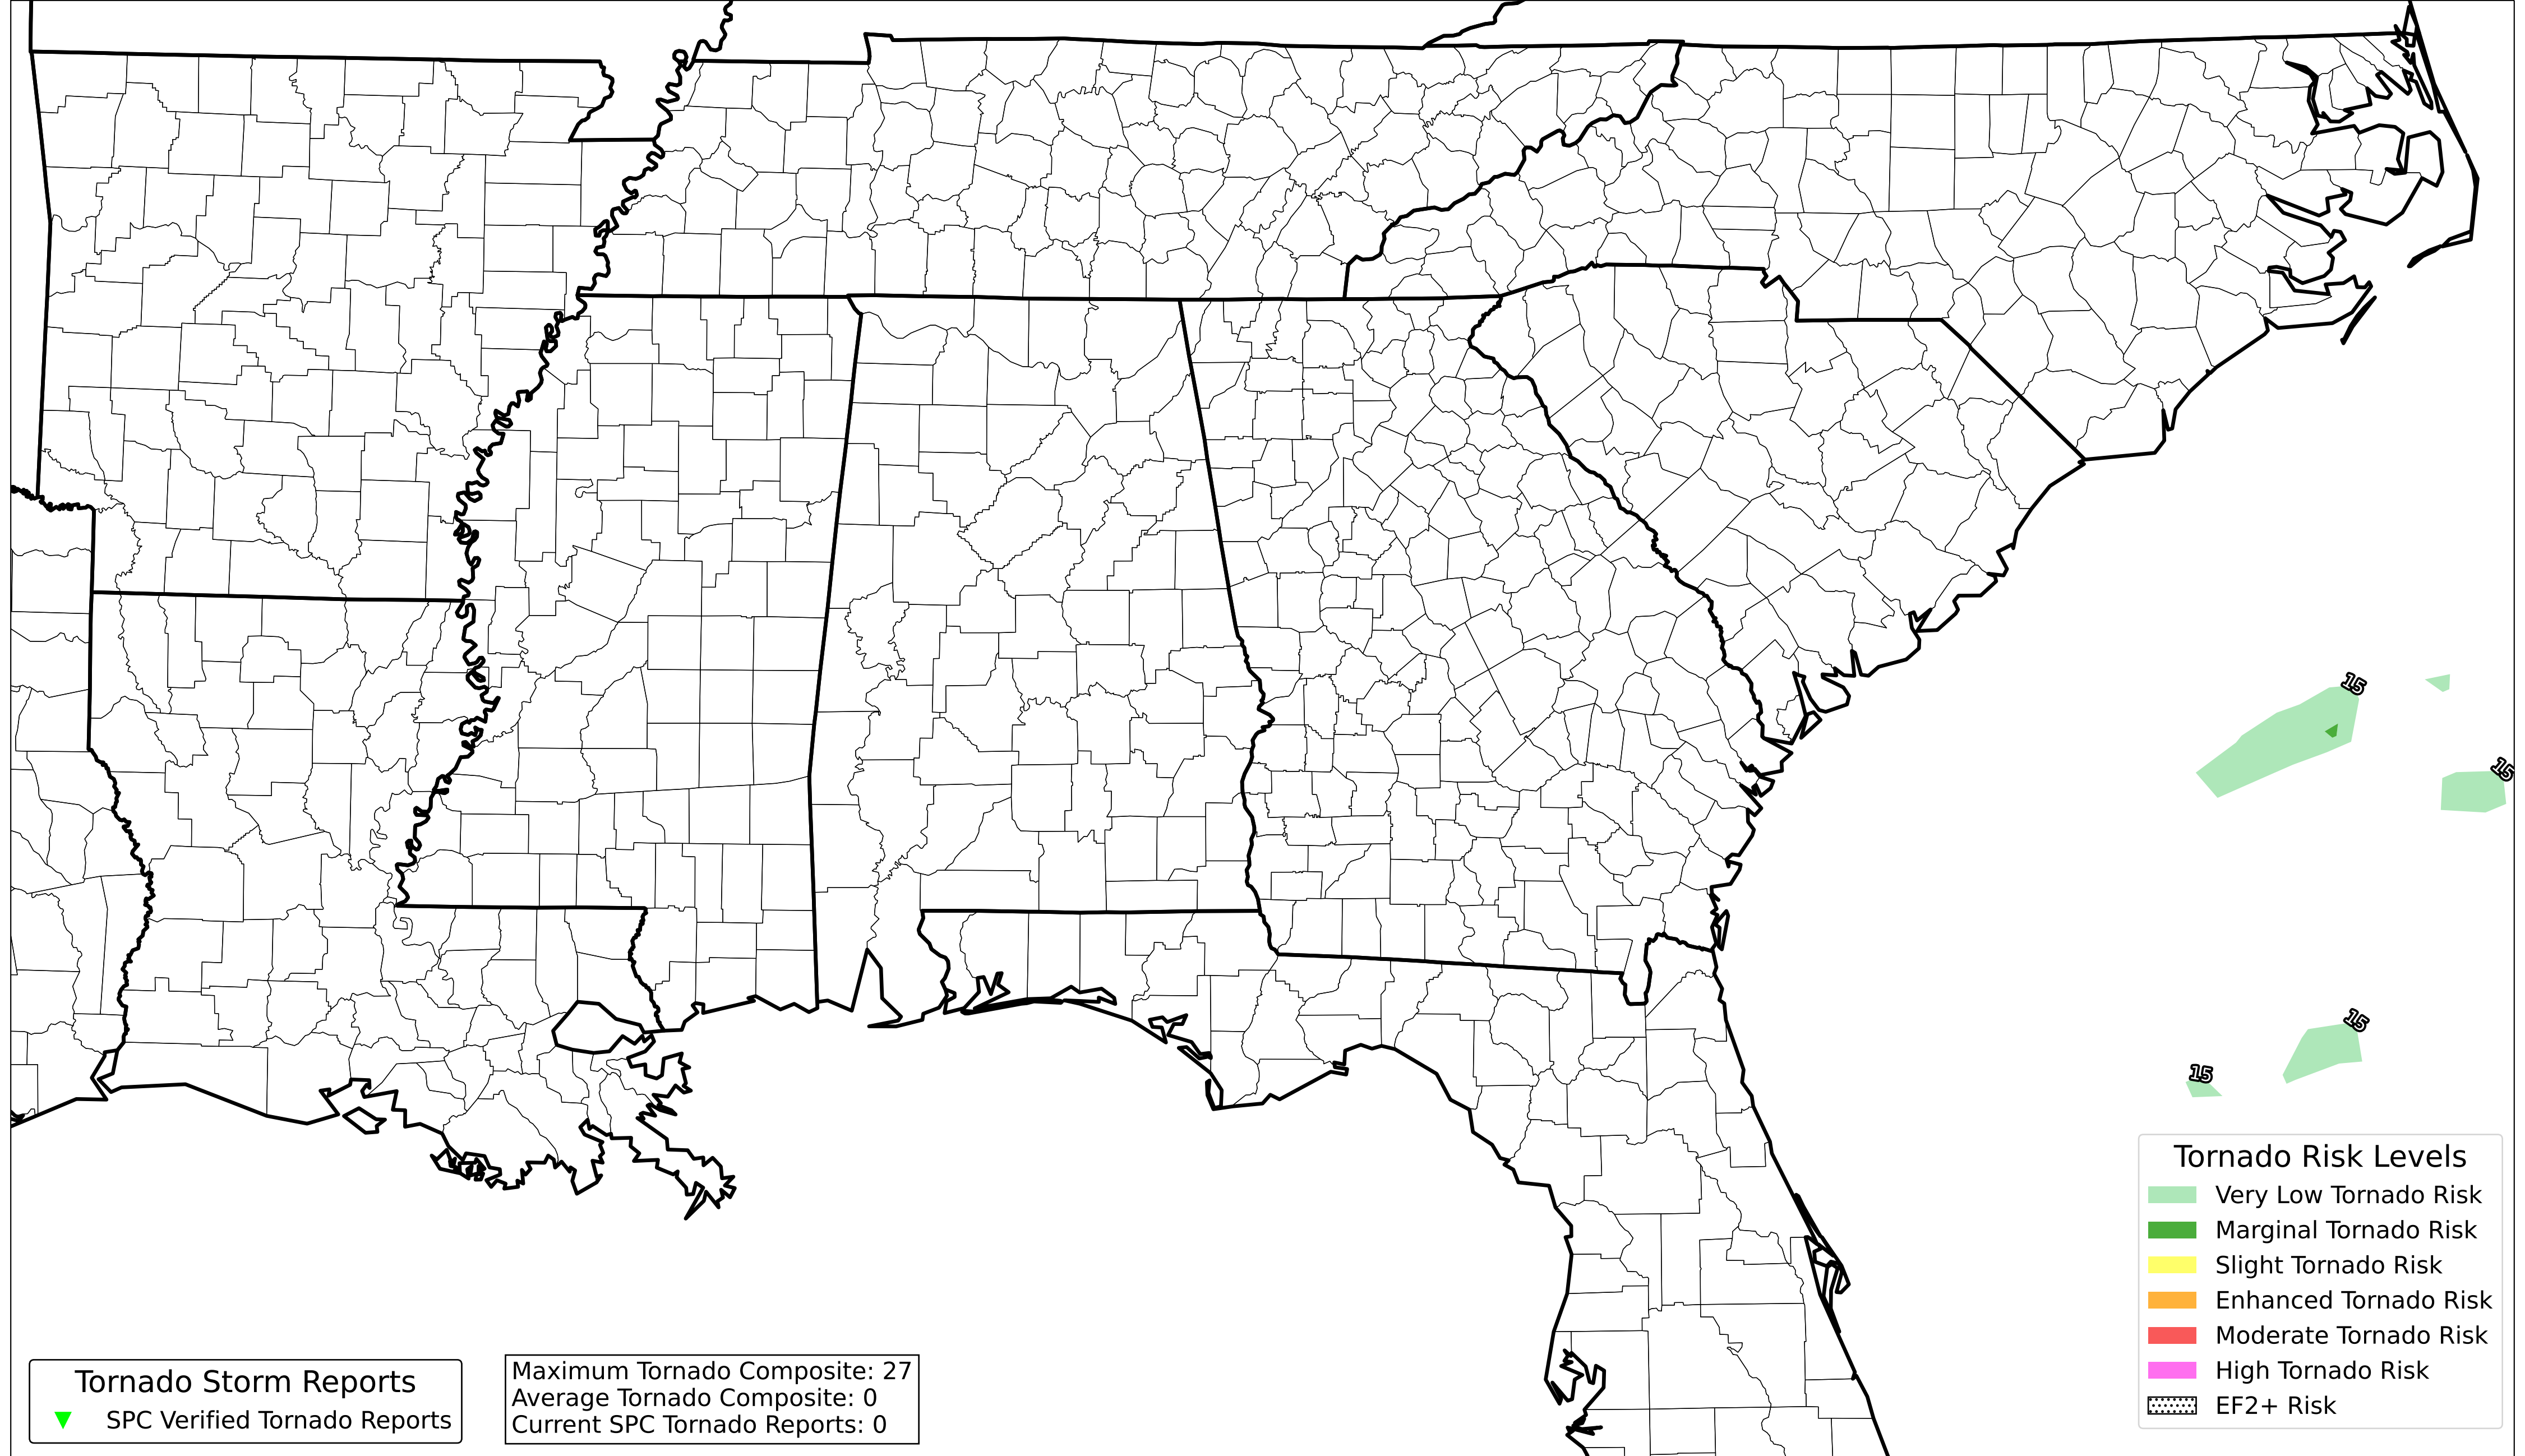 15
15
15
15
Tornado Risk Levels
Very Low Tornado Risk
Marginal Tornado Risk
Slight Tornado Risk
Enhanced Tornado Risk
Moderate Tornado Risk
High Tornado Risk
EF2+ Risk
Tornado Storm Reports
SPC Verified Tornado Reports
Maximum Tornado Composite: 27
Average Tornado Composite: 0
Current SPC Tornado Reports: 0